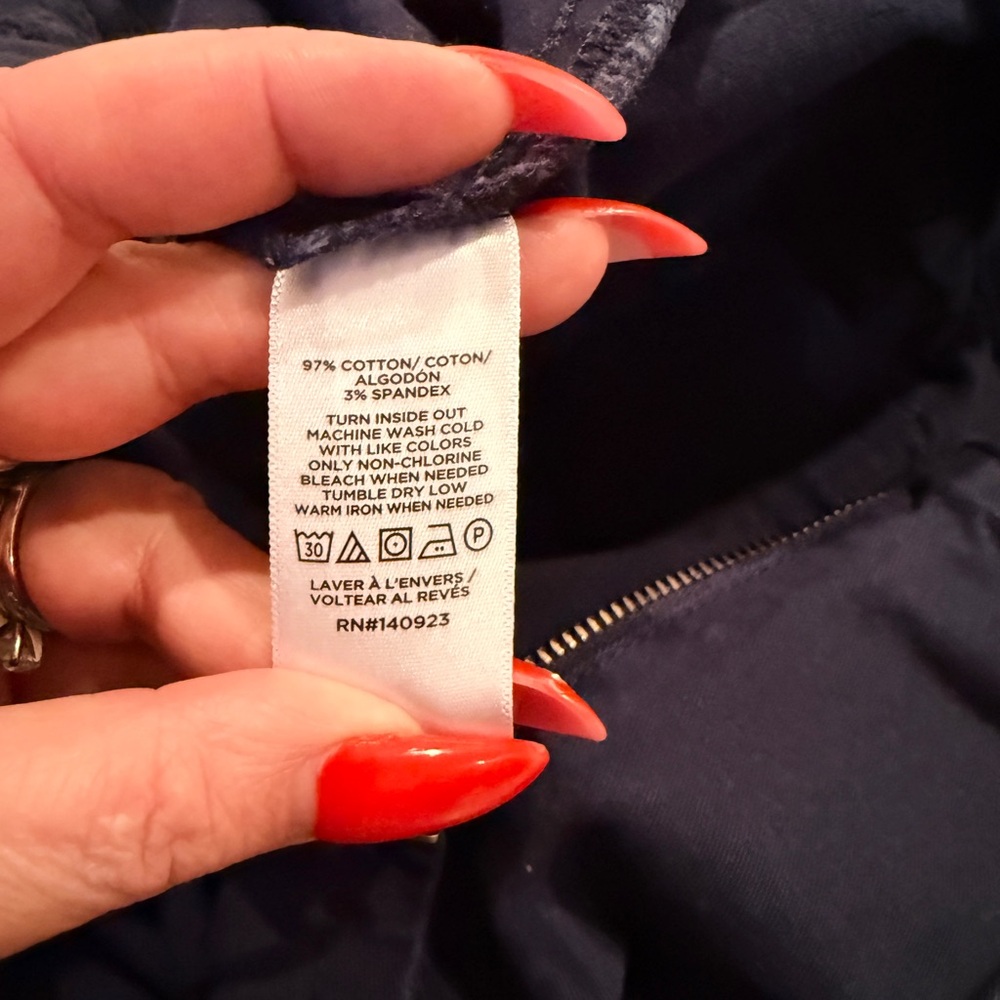 97% COTTON/ COTON/
ALGODÓN
3% SPANDEX
TURN INSIDE OUT
MACHINE WASH COLD
WITH LIKE COLORS
ONLY NON-CHLORINE
BLEACH WHEN NEEDED
TUMBLE DRY LOW
WARM IRON WHEN NEEDED
30 P
LAVER À L'ENVERS /
VOLTEAR AL REVÉS
RN#140923